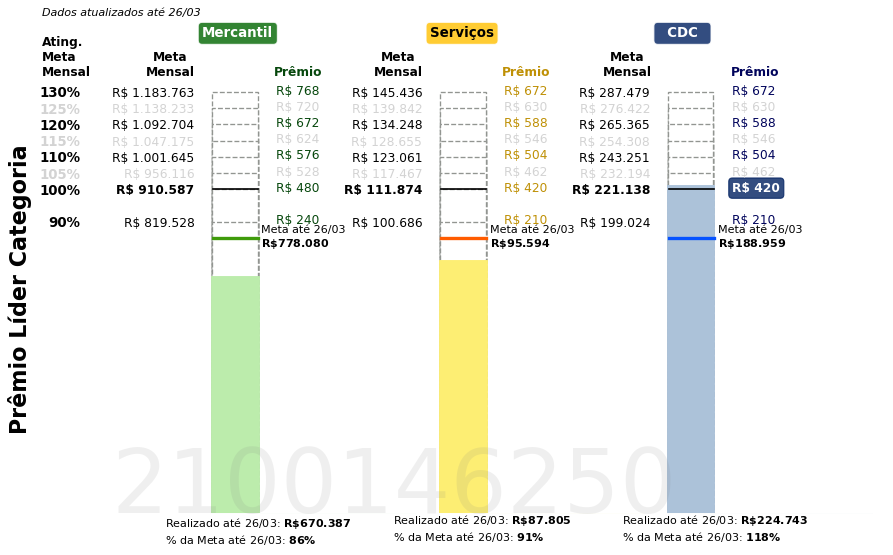 Dados atualizados até 26/03
Mercantil Serviços CDC
Ating. Meta Mensal
Meta Mensal Prêmio Meta Mensal Prêmio Meta Mensal Prêmio
130% R$ 1.183.763 R$ 768 R$ 145.436 R$ 672 R$ 287.479 R$ 672
125% R$ 1.138.233 R$ 720 R$ 139.842 R$ 630 R$ 276.422 R$ 630
120% R$ 1.092.704 R$ 672 R$ 134.248 R$ 588 R$ 265.365 R$ 588
115% R$ 1.047.175 R$ 624 R$ 128.655 R$ 546 R$ 254.308 R$ 546
110% R$ 1.001.645 R$ 576 R$ 123.061 R$ 504 R$ 243.251 R$ 504
105% R$ 956.116 R$ 528 R$ 117.467 R$ 462 R$ 232.194 R$ 462
100% R$ 910.587 R$ 480 R$ 111.874 R$ 420 R$ 221.138 R$ 420
90% R$ 819.528 R$ 240 R$ 100.686 R$ 210 R$ 199.024 R$ 210
Meta até 26/03 Meta até 26/03 Meta até 26/03
R$778.080 R$95.594 R$188.959
Prêmio Líder Categoria
2100146250
Realizado até 26/03: R$670.387 Realizado até 26/03: R$87.805 Realizado até 26/03: R$224.743
% da Meta até 26/03: 86% % da Meta até 26/03: 91% % da Meta até 26/03: 118%